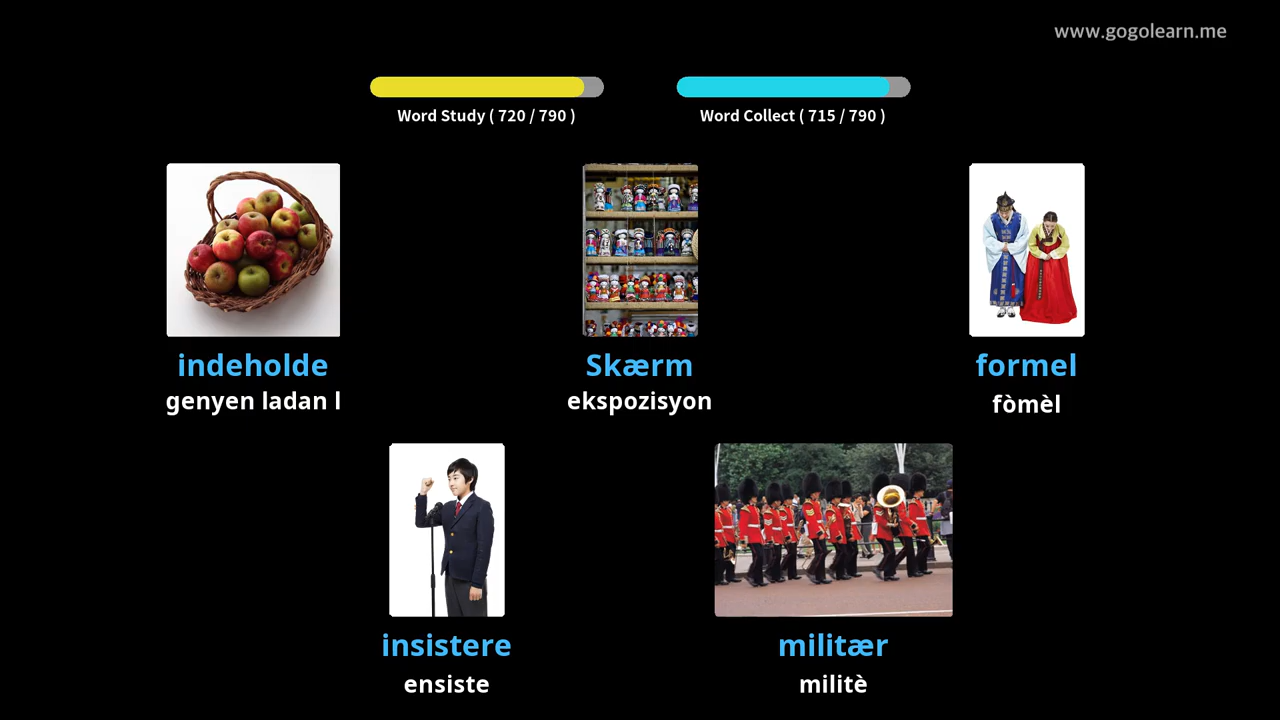 www.gogolearn.me
Word Study ( 720 / 790 )
Word Collect ( 715 / 790 )
indeholde
genyen ladan l
Skærm
ekspozisyon
formel
fòmèl
insistere
ensiste
militær
militè